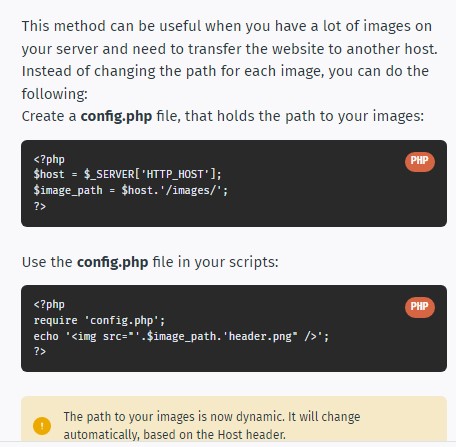 This method can be useful when you have a lot of images on
your server and need to transfer the website to another host.
Instead of changing the path for each image, you can do the
following:
Create a config.php file, that holds the path to your images:
<?php
PHP
$host = $_SERVER['HTTP_HOST'];
$image_path = $host.'/images/';
?>
Use the config.php file in your scripts:
<?php
PHP
require 'config.php';
echo '<img src="'.$image_path.'header.png" />';
?>
The path to your images is now dynamic. It will change
automatically, based on the Host header.